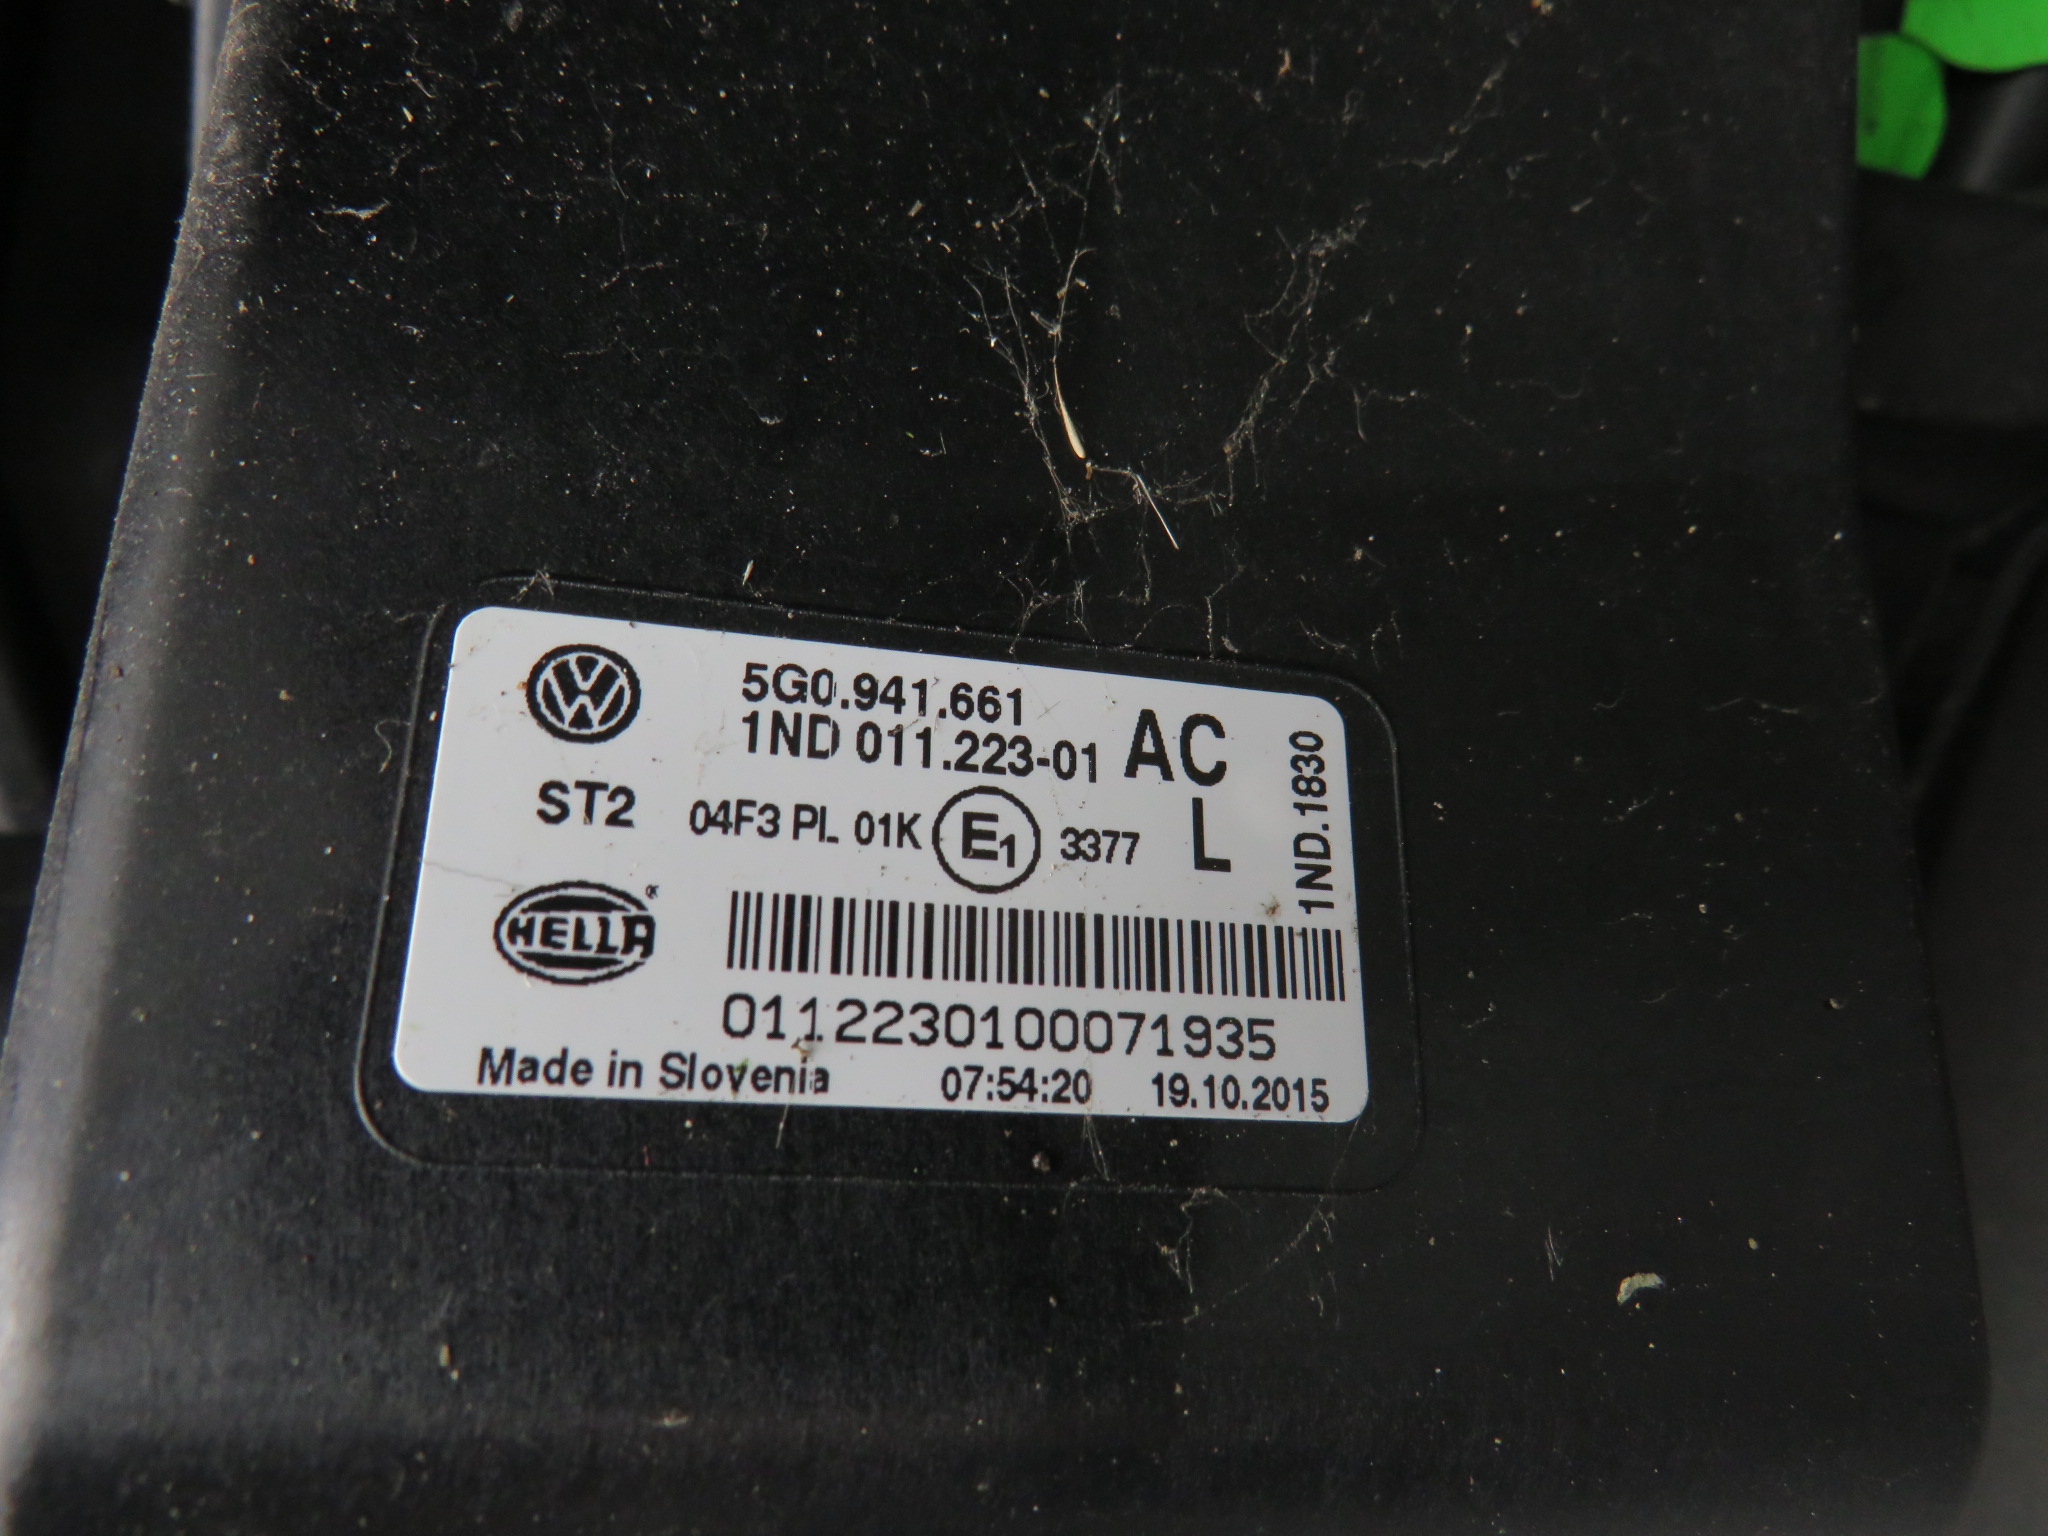 5G0.941.661
1ND 011.223-01 AC
ST2 04F3 PL 01K E1 3377 L
1ND.1830
HELLA
0112230100071935
Made in Slovenia 07:54:20 19.10.2015